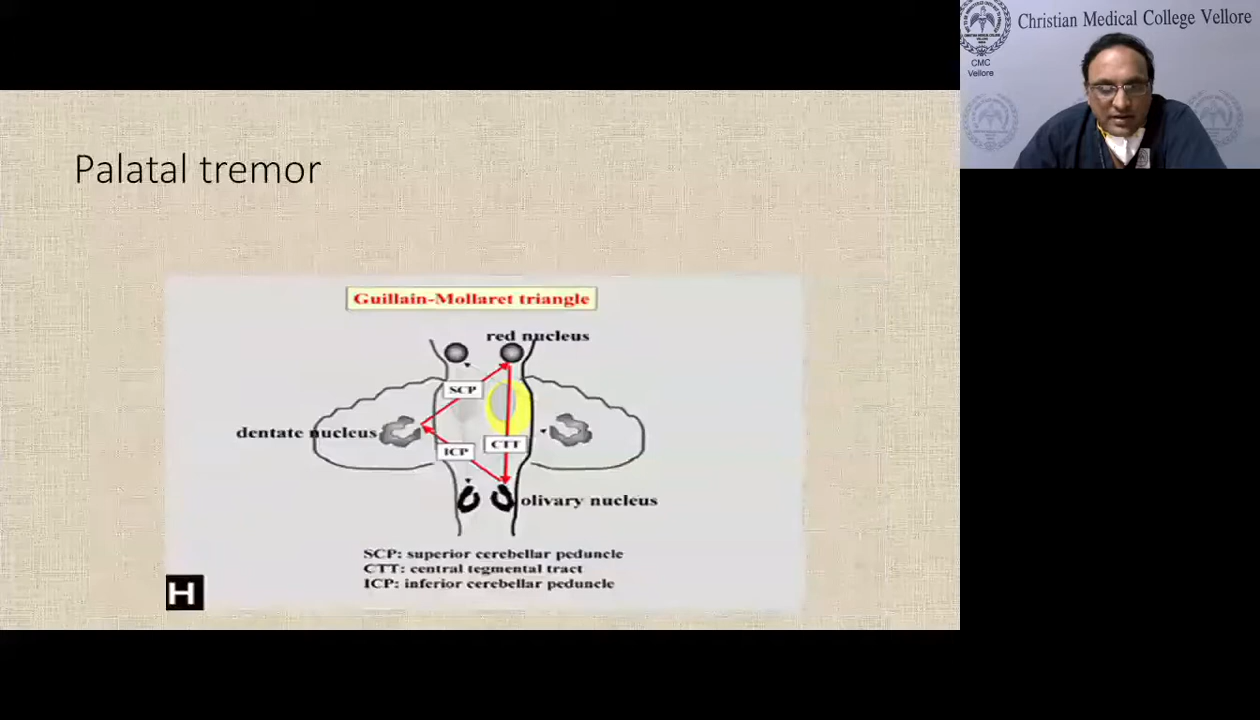 Christian Medical College Vellore
CMC
Vellore
Palatal tremor
Guillain-Mollaret triangle
red nucleus
SCP
dentate nucleus
CTT
ICP
olivary nucleus
SCP: superior cerebellar peduncle
CTT: central tegmental tract
ICP: inferior cerebellar peduncle
H